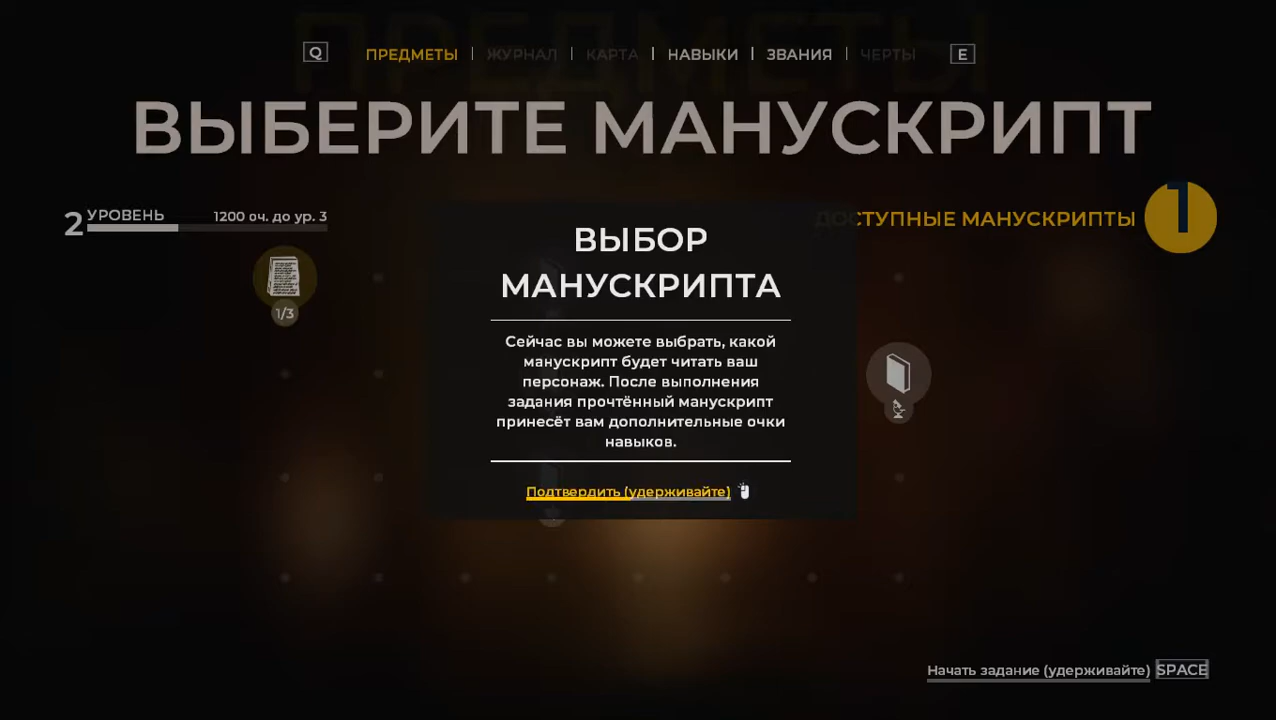 Q ПРЕДМЕТЫ ЖУРНАЛ КАРТА НАВЫКИ ЗВАНИЯ ЧЕРТЫ E
ВЫБЕРИТЕ МАНУСКРИПТ
2 УРОВЕНЬ 1200 оч. до ур. 3
ДОСТУПНЫЕ МАНУСКРИПТЫ 1
1/3
ВЫБОР
МАНУСКРИПТА
Сейчас вы можете выбрать, какой
манускрипт будет читать ваш
персонаж. После выполнения
задания прочтённый манускрипт
принесёт вам дополнительные очки
навыков.
Подтвердить (удерживайте)
Начать задание (удерживайте) SPACE